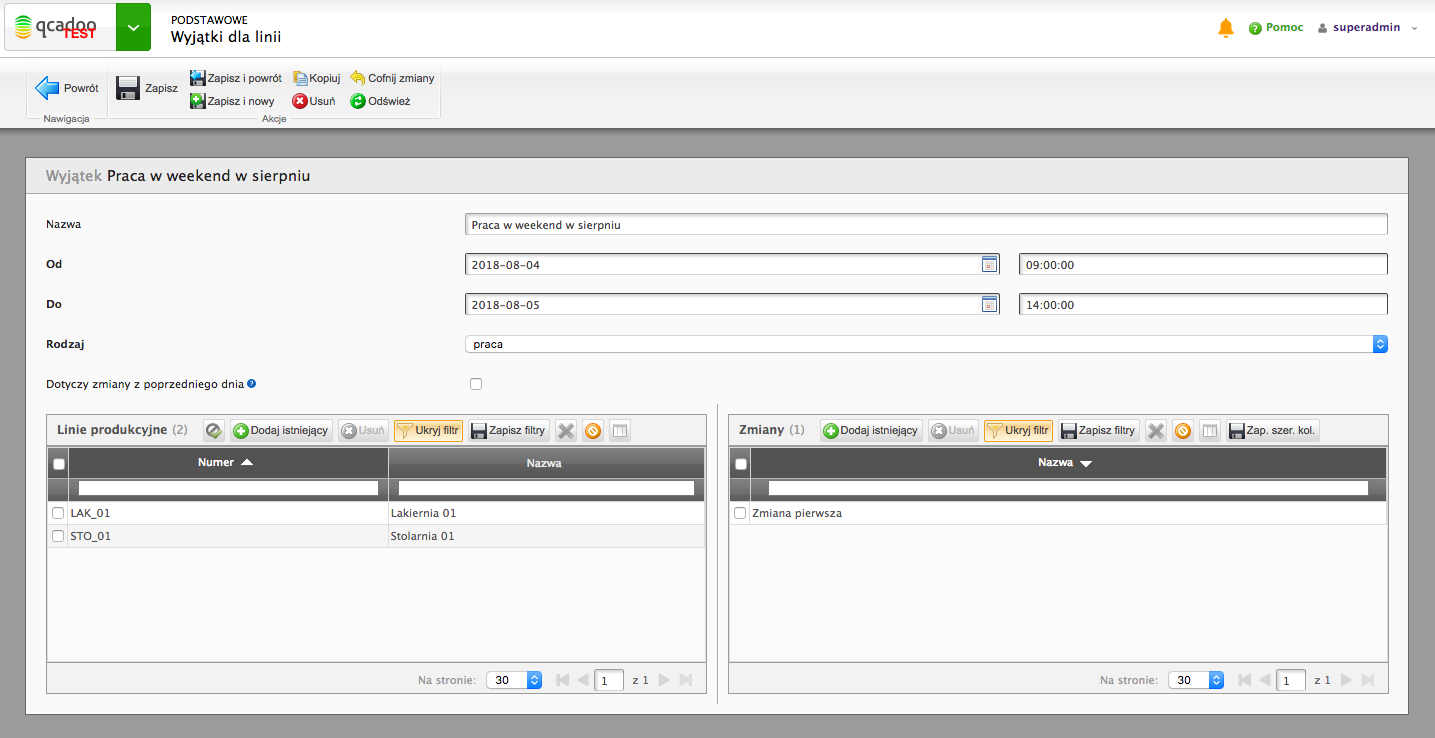 qcadoo
TEST
PODSTAWOWE
Wyjątki dla linii
Pomoc
superadmin
Powrót
Nawigacja
Zapisz
Zapisz i powrót
Kopiuj
Cofnij zmiany
Zapisz i nowy
Usuń
Odśwież
Akcje
Wyjątek Praca w weekend w sierpniu
Nazwa
Praca w weekend w sierpniu
Od
2018-08-04
09:00:00
Do
2018-08-05
14:00:00
Rodzaj
praca
Dotyczy zmiany z poprzedniego dnia
Linie produkcyjne (2)
Dodaj istniejący
Usuń
Ukryj filtr
Zapisz filtry
Numer
Nazwa
LAK_01
Lakiernia 01
STO_01
Stolarnia 01
Na stronie:
30
1
z 1
Zmiany (1)
Dodaj istniejący
Usuń
Ukryj filtr
Zapisz filtry
Zap. szer. kol.
Nazwa
Zmiana pierwsza
Na stronie:
30
1
z 1